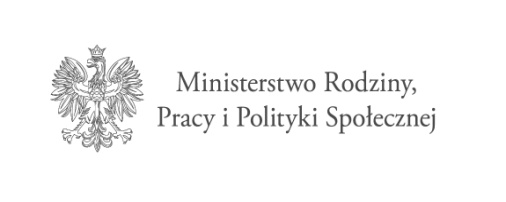 Ministerstwo Rodziny,
Pracy i Polityki Społecznej